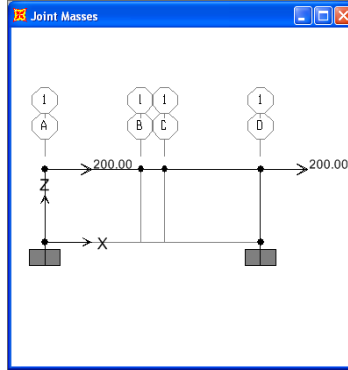 Joint Masses
1 1 1 1
A B C D
200.00 200.00
Z
X